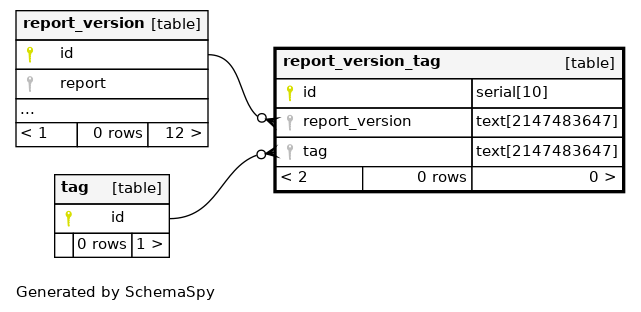 report_version [table]
id
report
...
< 1 0 rows 12 >
report_version_tag [table]
id serial[10]
report_version text[2147483647]
tag text[2147483647]
< 2 0 rows 0 >
tag [table]
id
0 rows 1 >
Generated by SchemaSpy